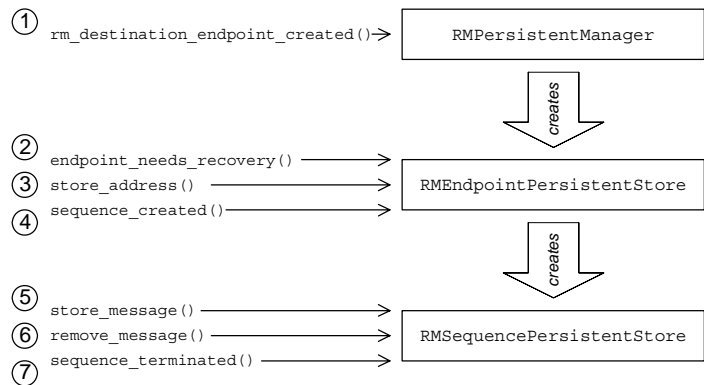 1 rm_destination_endpoint_created() RMPersistentManager
creates
2 endpoint_needs_recovery()
3 store_address() RMEndpointPersistentStore
4 sequence_created()
creates
5 store_message()
6 remove_message() RMSequencePersistentStore
7 sequence_terminated()